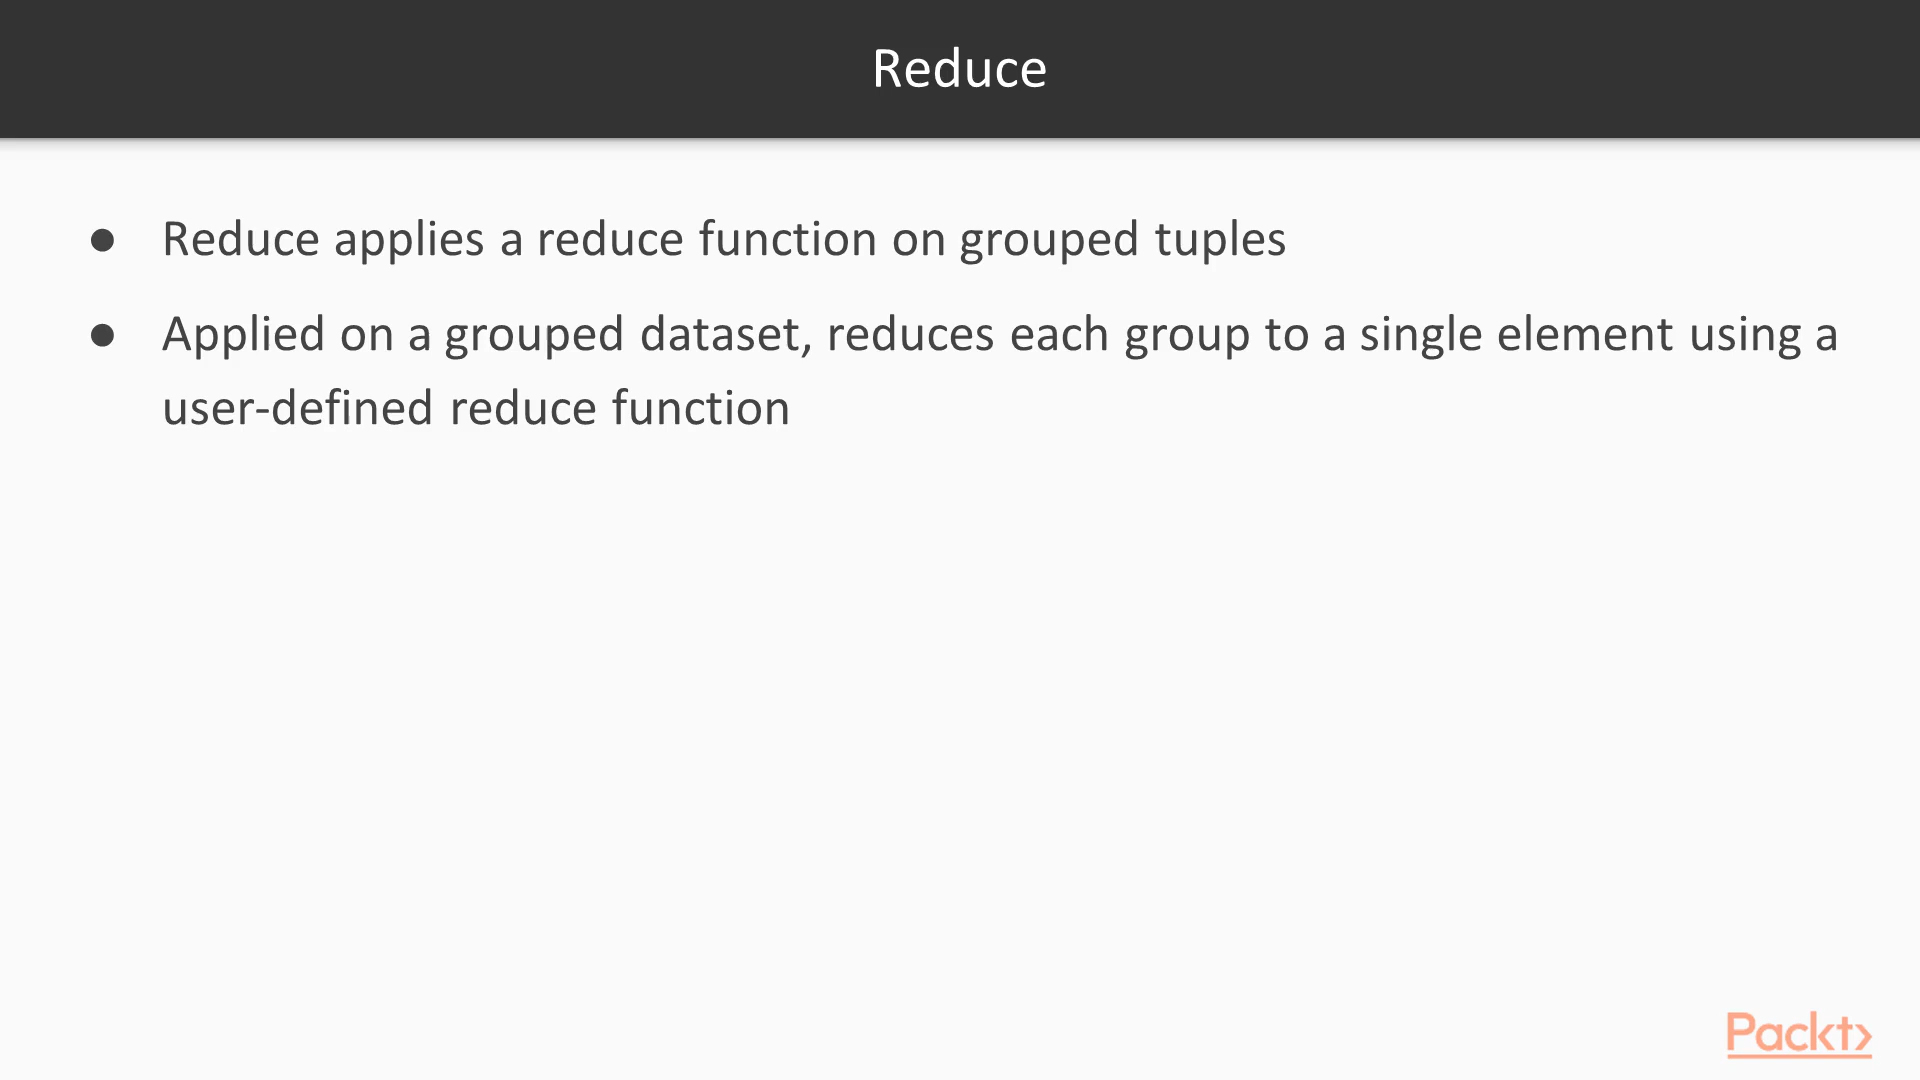 Reduce
● Reduce applies a reduce function on grouped tuples
● Applied on a grouped dataset, reduces each group to a single element using a
user-defined reduce function
Packt>